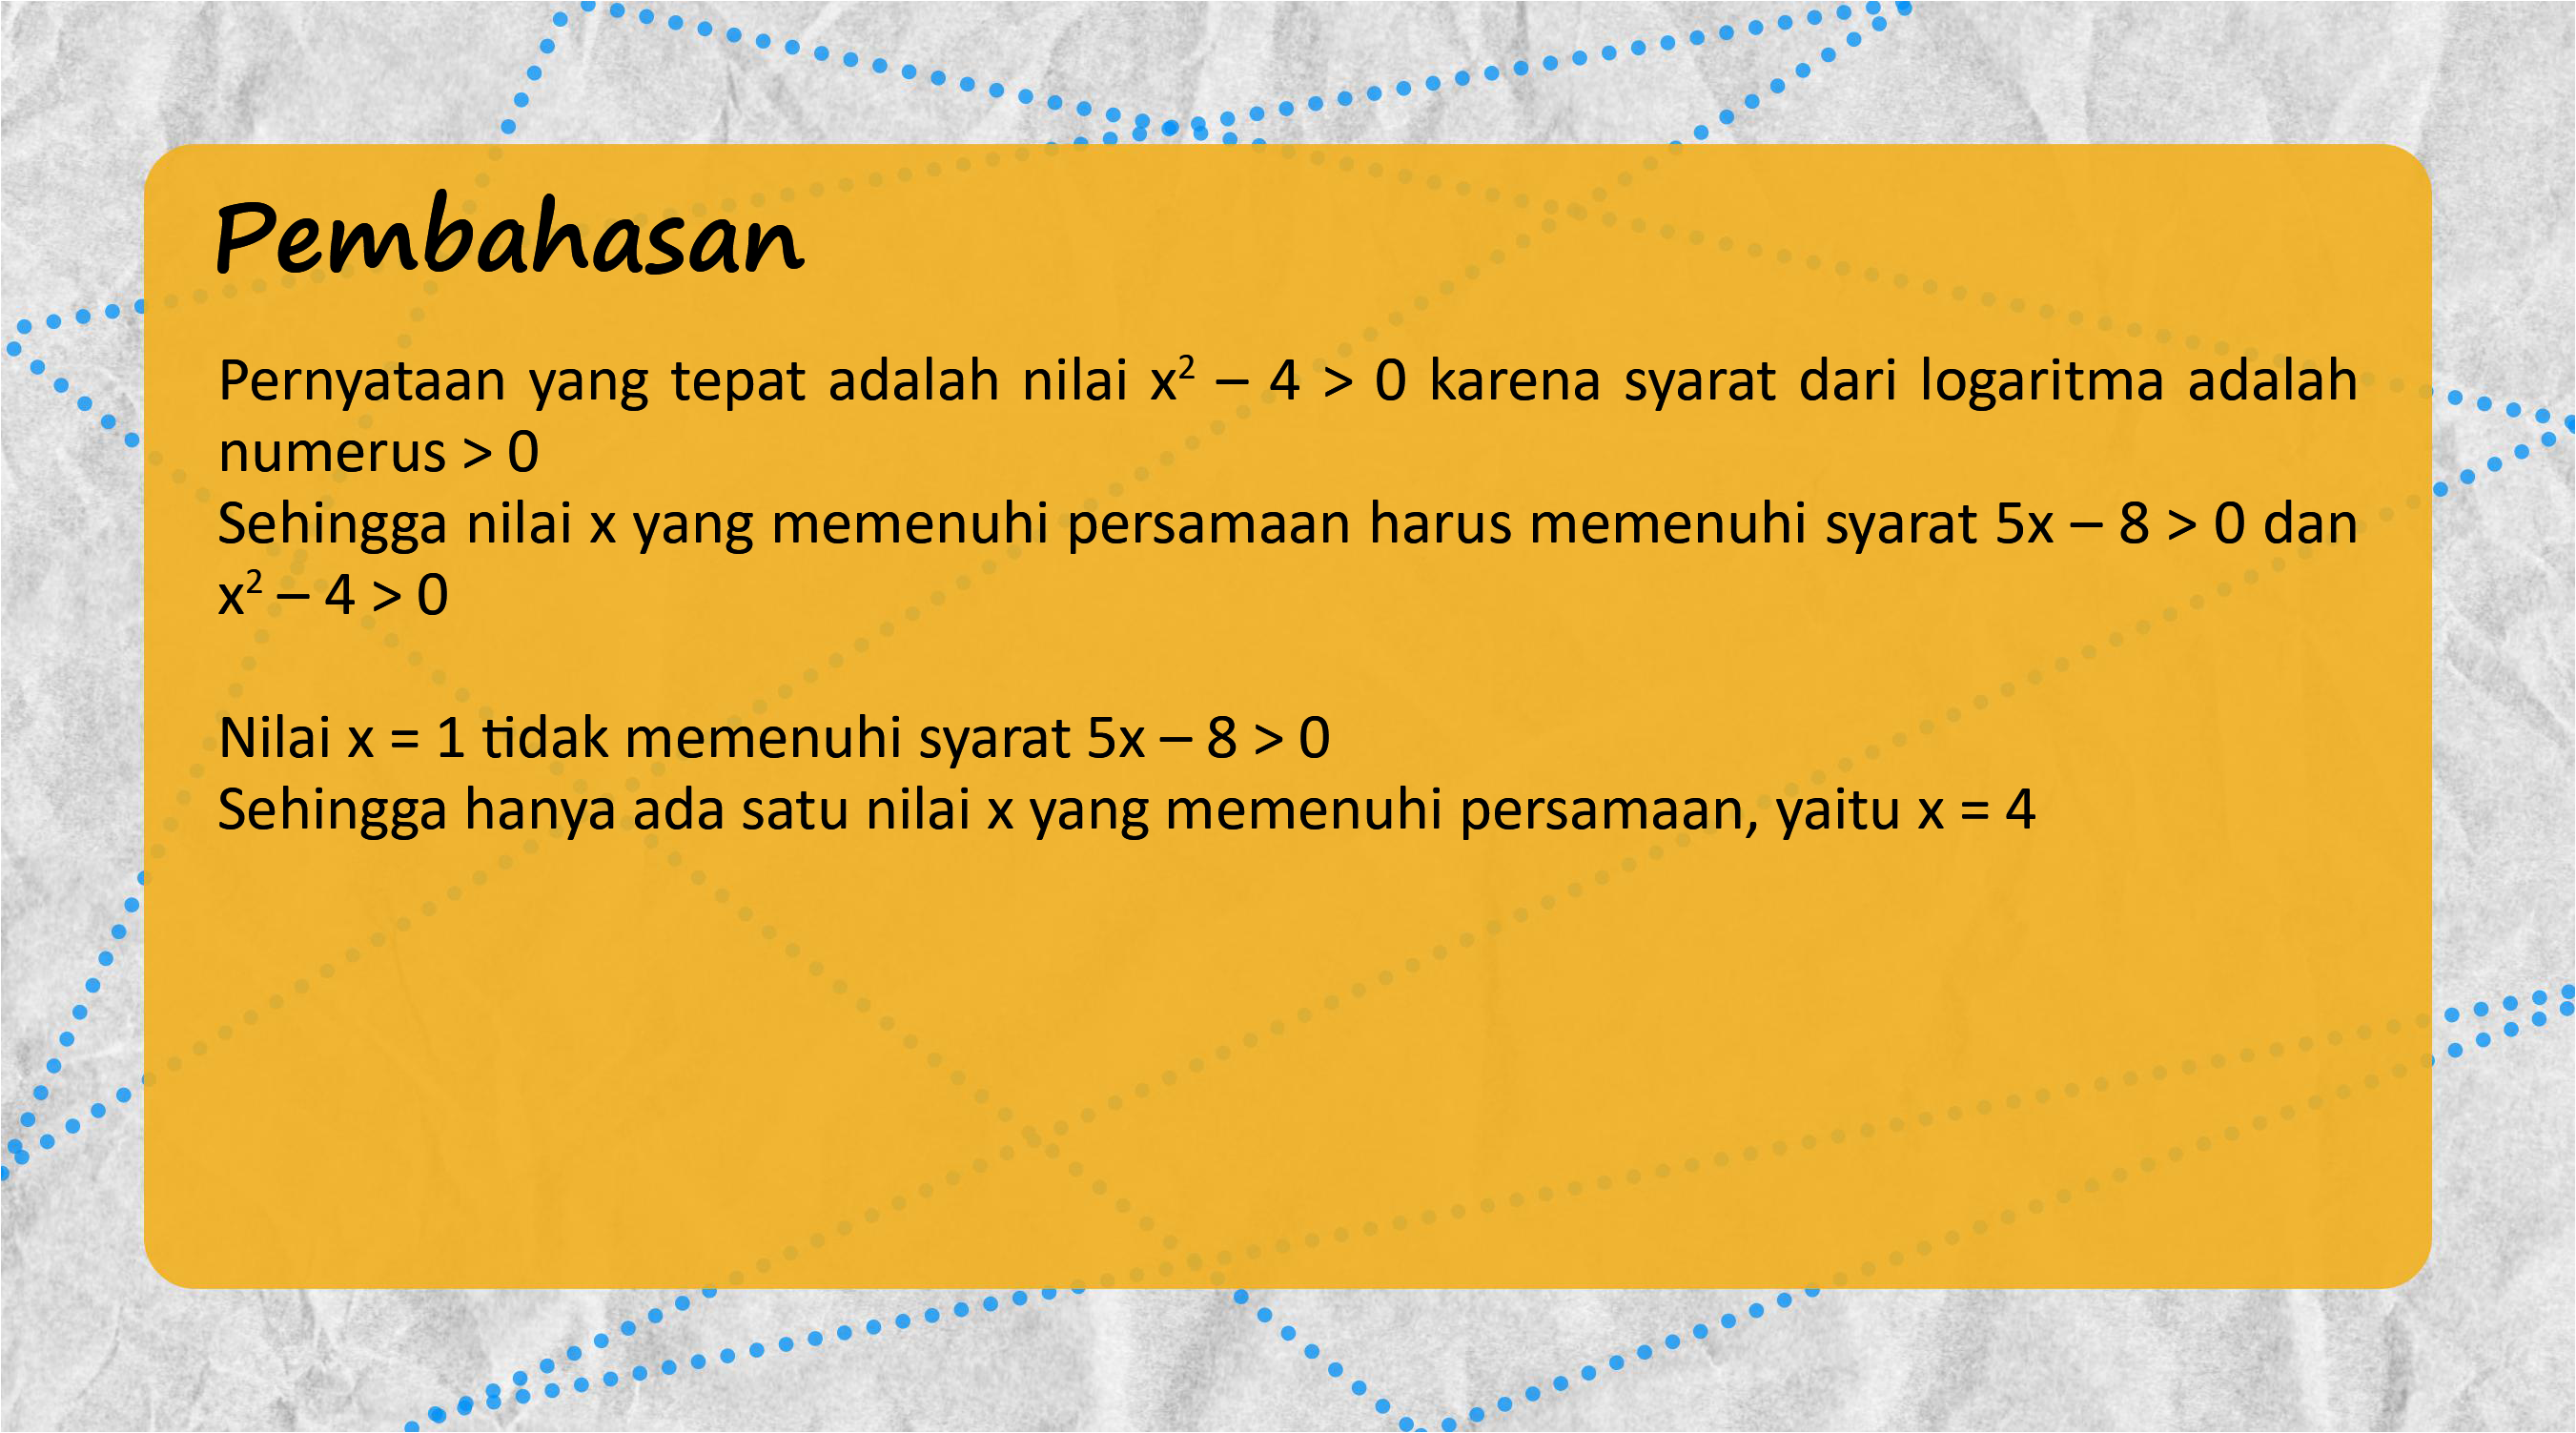 Pembahasan
Pernyataan yang tepat adalah nilai x² – 4 > 0 karena syarat dari logaritma adalah
numerus > 0
Sehingga nilai x yang memenuhi persamaan harus memenuhi syarat 5x – 8 > 0 dan
x² – 4 > 0
Nilai x = 1 tidak memenuhi syarat 5x – 8 > 0
Sehingga hanya ada satu nilai x yang memenuhi persamaan, yaitu x = 4